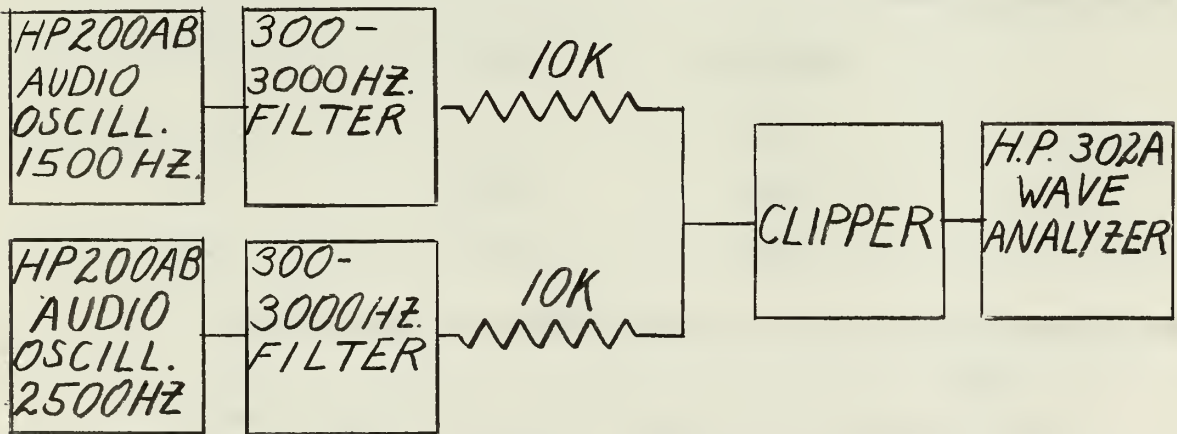 HP200AB
AUDIO
OSCILL.
1500 HZ.
300-
3000 HZ.
FILTER
10K
HP200AB
AUDIO
OSCILL.
2500HZ
300-
3000HZ.
FILTER
10K
CLIPPER
H.P. 302A
WAVE
ANALYZER